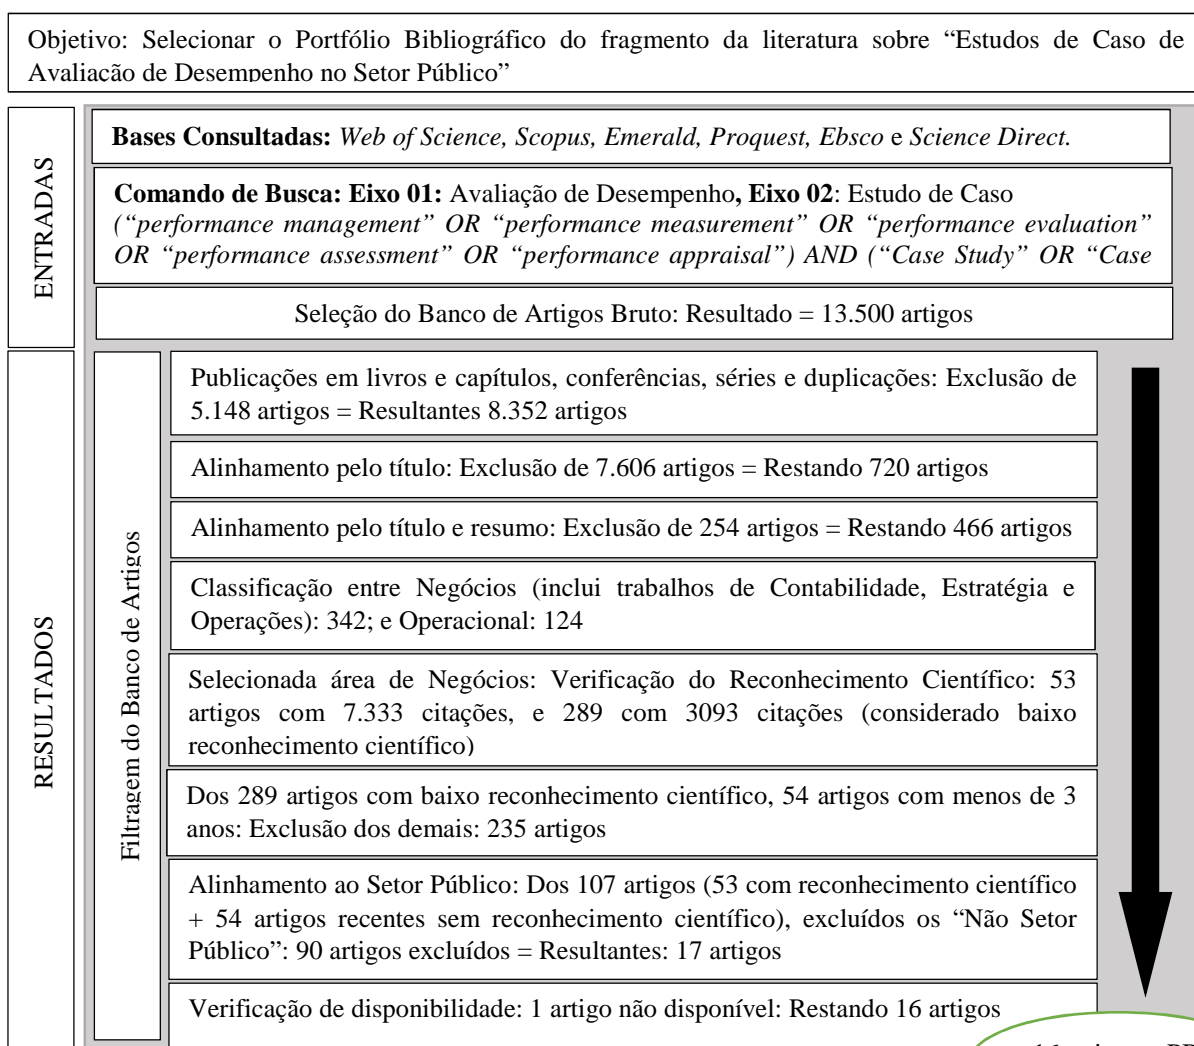 Objetivo: Selecionar o Portfólio Bibliográfico do fragmento da literatura sobre “Estudos de Caso de
Avaliação de Desempenho no Setor Público”
ENTRADAS
Bases Consultadas: Web of Science, Scopus, Emerald, Proquest, Ebsco e Science Direct.
Comando de Busca: Eixo 01: Avaliação de Desempenho, Eixo 02: Estudo de Caso
(“performance management” OR “performance measurement” OR “performance evaluation”
OR “performance assessment” OR “performance appraisal”) AND (“Case Study” OR “Case
Seleção do Banco de Artigos Bruto: Resultado = 13.500 artigos
RESULTADOS
Filtragem do Banco de Artigos
Publicações em livros e capítulos, conferências, séries e duplicações: Exclusão de
5.148 artigos = Resultantes 8.352 artigos
Alinhamento pelo título: Exclusão de 7.606 artigos = Restando 720 artigos
Alinhamento pelo título e resumo: Exclusão de 254 artigos = Restando 466 artigos
Classificação entre Negócios (inclui trabalhos de Contabilidade, Estratégia e
Operações): 342; e Operacional: 124
Selecionada área de Negócios: Verificação do Reconhecimento Científico: 53
artigos com 7.333 citações, e 289 com 3093 citações (considerado baixo
reconhecimento científico)
Dos 289 artigos com baixo reconhecimento científico, 54 artigos com menos de 3
anos: Exclusão dos demais: 235 artigos
Alinhamento ao Setor Público: Dos 107 artigos (53 com reconhecimento científico
+ 54 artigos recentes sem reconhecimento científico), excluídos os “Não Setor
Público”: 90 artigos excluídos = Resultantes: 17 artigos
Verificação de disponibilidade: 1 artigo não disponível: Restando 16 artigos